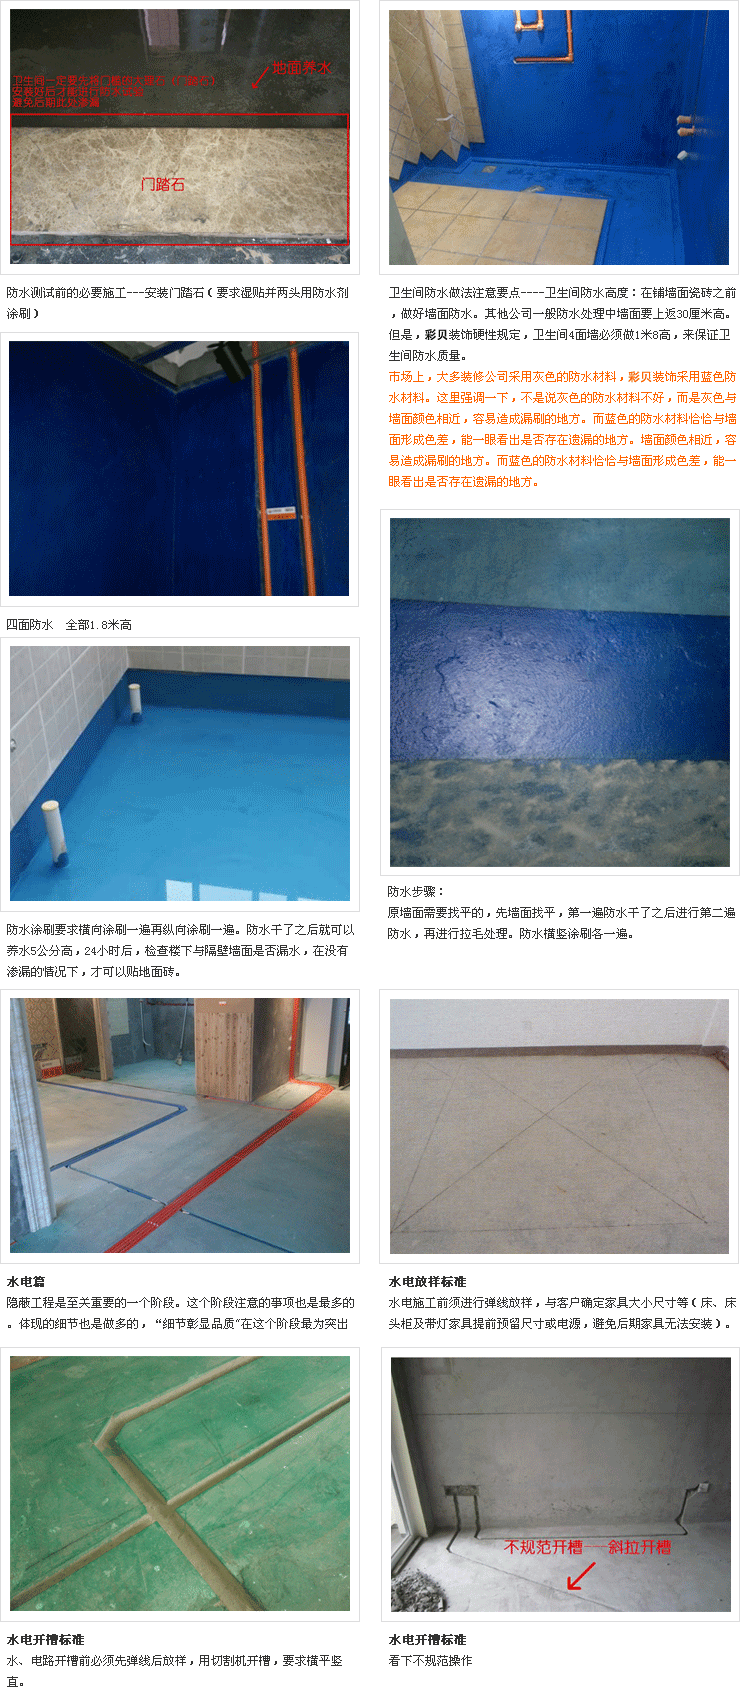 地面养水
安装好后才能进行防水施工
避免后期此处渗漏
门踏石
防水测试前的必要施工---安装门踏石(要求湿贴并两头用防水剂
涂刷)
四面防水　全部1.8米高
防水涂刷要求横向涂刷一遍再纵向涂刷一遍。防水干了之后就可以
养水5公分高，24小时后，检查楼下与隔壁墙面是否漏水，在没有
渗漏的情况下，才可以贴地面砖。
卫生间防水做法注意要点----卫生间防水高度：在铺墙面瓷砖之前
，做好墙面防水。其他公司一般防水处理中墙面要上返30厘米高。
但是，彩贝装饰硬性规定，卫生间4面墙必须做1米8高，来保证卫
生间防水质量。
市场上，大多装修公司采用灰色的防水材料，彩贝装饰采用蓝色防
水材料。这里强调一下，不是说灰色的防水材料不好，而是灰色与
墙面颜色相近，容易造成漏刷的地方。而蓝色的防水材料恰恰与墙
面形成色差，能一眼看出是否存在遗漏的地方。墙面颜色相近，容
易造成漏刷的地方。而蓝色的防水材料恰恰与墙面形成色差，能一
眼看出是否存在遗漏的地方。
防水步骤：
原墙面需要找平的，先墙面找平，第一遍防水干了之后进行第二遍
防水，再进行拉毛处理。防水横竖涂刷各一遍。
水电篇
隐蔽工程是至关重要的一个阶段。这个阶段注意的事项也是最多的
。体现的细节也是做多的，“细节彰显品质"在这个阶段最为突出
水电放样标准
水电施工前须进行弹线放样，与客户确定家具大小尺寸等(床、床
头柜及带灯家具提前预留尺寸或电源，避免后期家具无法安装)。
水电开槽标准
水、电路开槽前必须先弹线后放样，用切割机开槽，要求横平竖
直。
不规范开槽---斜拉开槽
水电开槽标准
看下不规范操作